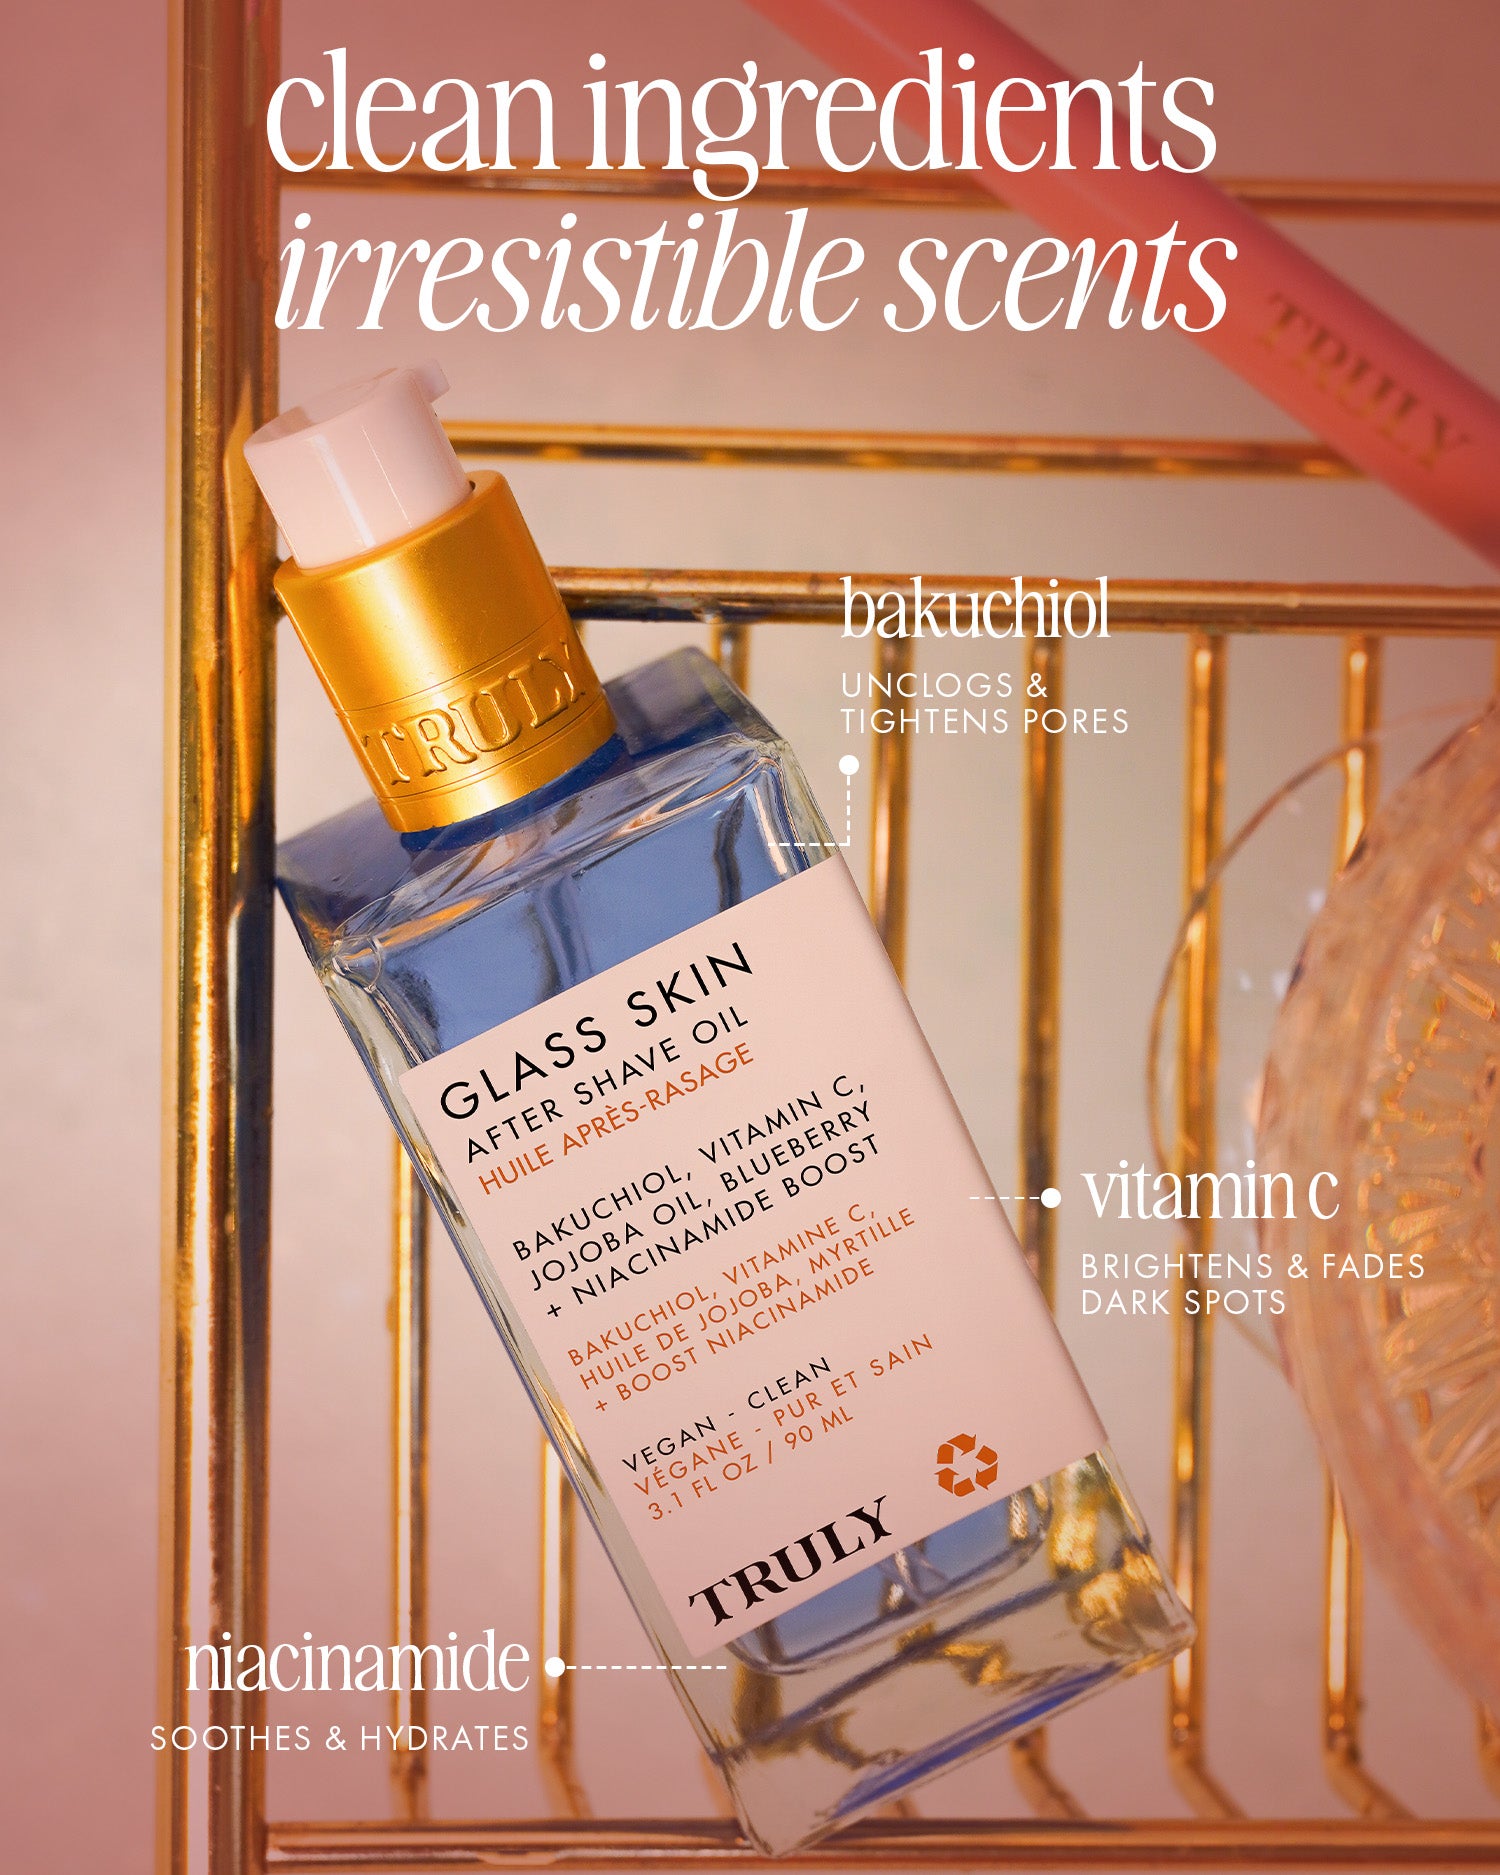 clean ingredients
irresistible scents
TRULY
bakuchiol
UNCLOGS &
TIGHTENS PORES
TRULY
GLASS SKIN
AFTER SHAVE OIL
HUILE APRÈS-RASAGE
BAKUCHIOL, VITAMIN C,
JOJOBA OIL, BLUEBERRY
+ NIACINAMIDE BOOST
BAKUCHIOL, VITAMINE C,
HUILE DE JOJOBA, MYRTILLE
+ BOOST NIACINAMIDE
VEGAN - CLEAN
VÉGANE - PUR ET SAIN
3.1 FL OZ / 90 ML
TRULY
vitamin c
BRIGHTENS & FADES
DARK SPOTS
niacinamide
SOOTHES & HYDRATES